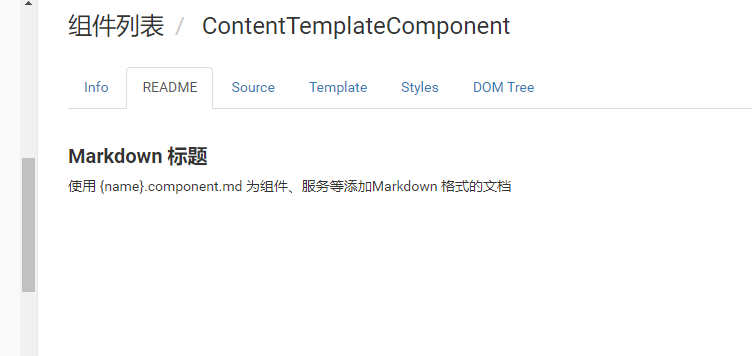 组件列表 / ContentTemplateComponent
Info README Source Template Styles DOM Tree
Markdown 标题
使用 {name}.component.md 为组件、服务等添加Markdown 格式的文档